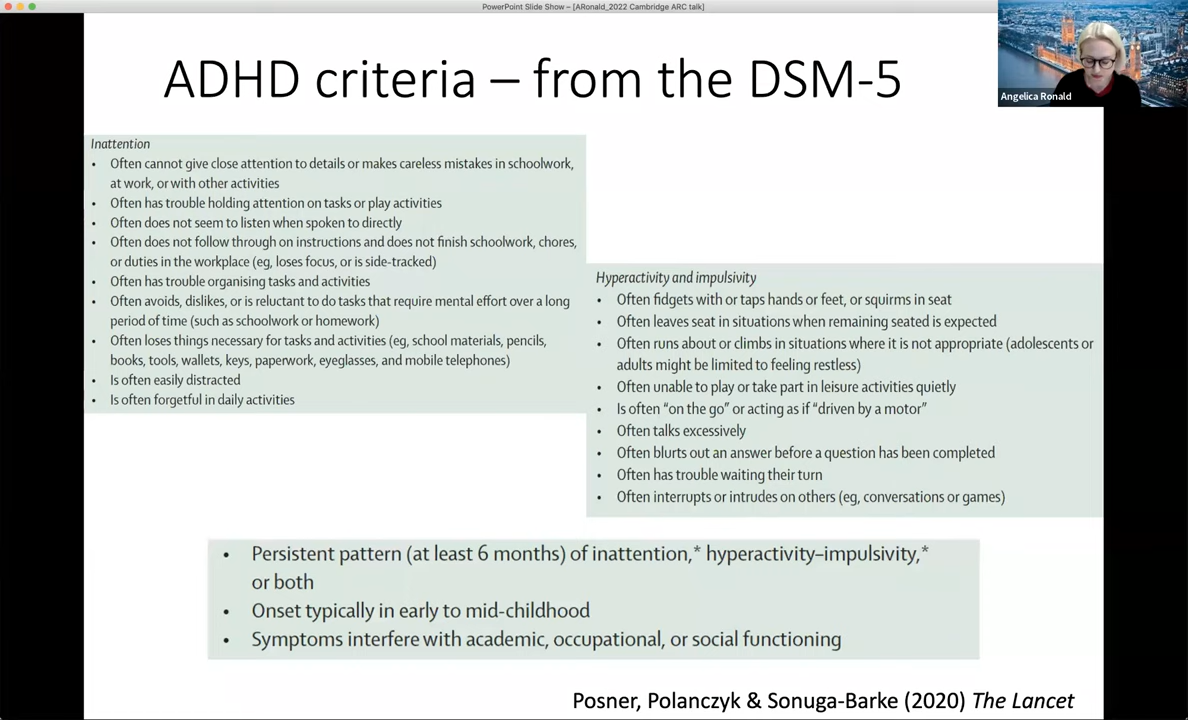 PowerPoint Slide Show – [ARonald_2022 Cambridge ARC talk]
ADHD criteria – from the DSM-5
Angelica Ronald
Inattention
• Often cannot give close attention to details or makes careless mistakes in schoolwork,
at work, or with other activities
• Often has trouble holding attention on tasks or play activities
• Often does not seem to listen when spoken to directly
• Often does not follow through on instructions and does not finish schoolwork, chores,
or duties in the workplace (eg, loses focus, or is side-tracked)
• Often has trouble organising tasks and activities
• Often avoids, dislikes, or is reluctant to do tasks that require mental effort over a long
period of time (such as schoolwork or homework)
• Often loses things necessary for tasks and activities (eg, school materials, pencils,
books, tools, wallets, keys, paperwork, eyeglasses, and mobile telephones)
• Is often easily distracted
• Is often forgetful in daily activities
Hyperactivity and impulsivity
• Often fidgets with or taps hands or feet, or squirms in seat
• Often leaves seat in situations when remaining seated is expected
• Often runs about or climbs in situations where it is not appropriate (adolescents or
adults might be limited to feeling restless)
• Often unable to play or take part in leisure activities quietly
• Is often “on the go” or acting as if “driven by a motor”
• Often talks excessively
• Often blurts out an answer before a question has been completed
• Often has trouble waiting their turn
• Often interrupts or intrudes on others (eg, conversations or games)
• Persistent pattern (at least 6 months) of inattention,* hyperactivity–impulsivity,*
or both
• Onset typically in early to mid-childhood
• Symptoms interfere with academic, occupational, or social functioning
Posner, Polanczyk & Sonuga-Barke (2020) The Lancet